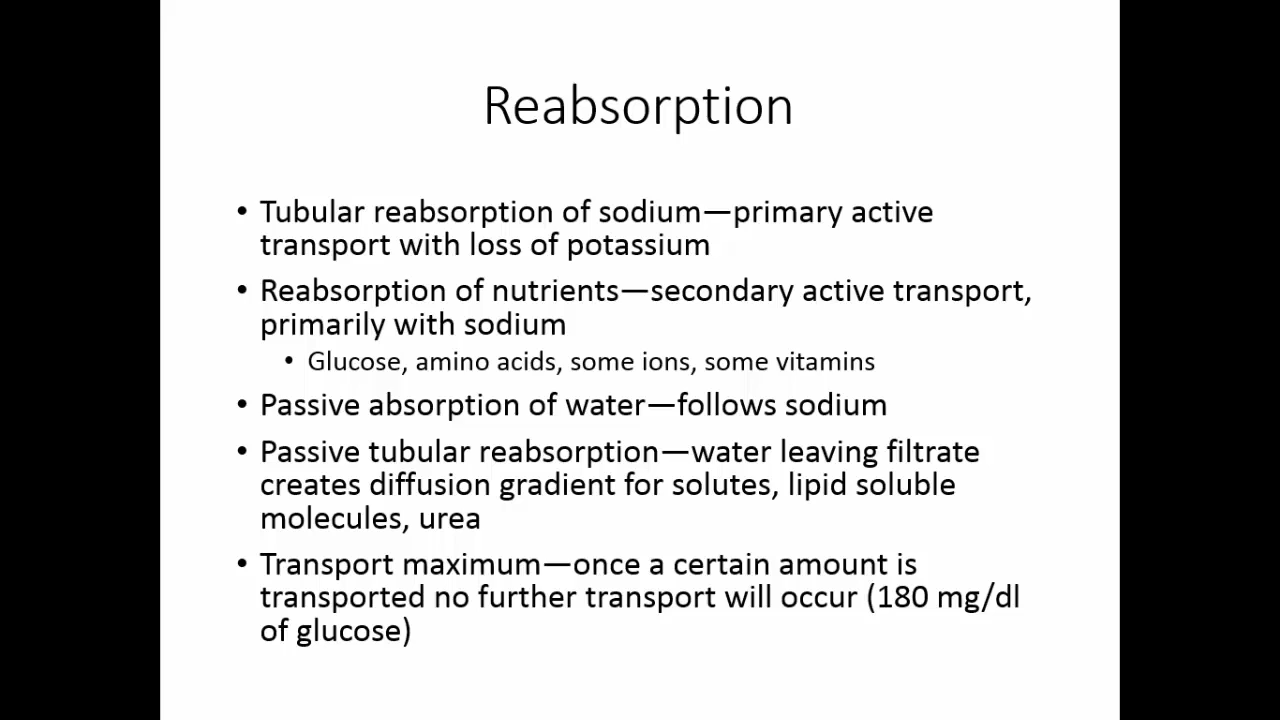 Reabsorption
• Tubular reabsorption of sodium—primary active
transport with loss of potassium
• Reabsorption of nutrients—secondary active transport,
primarily with sodium
• Glucose, amino acids, some ions, some vitamins
• Passive absorption of water—follows sodium
• Passive tubular reabsorption—water leaving filtrate
creates diffusion gradient for solutes, lipid soluble
molecules, urea
• Transport maximum—once a certain amount is
transported no further transport will occur (180 mg/dl
of glucose)